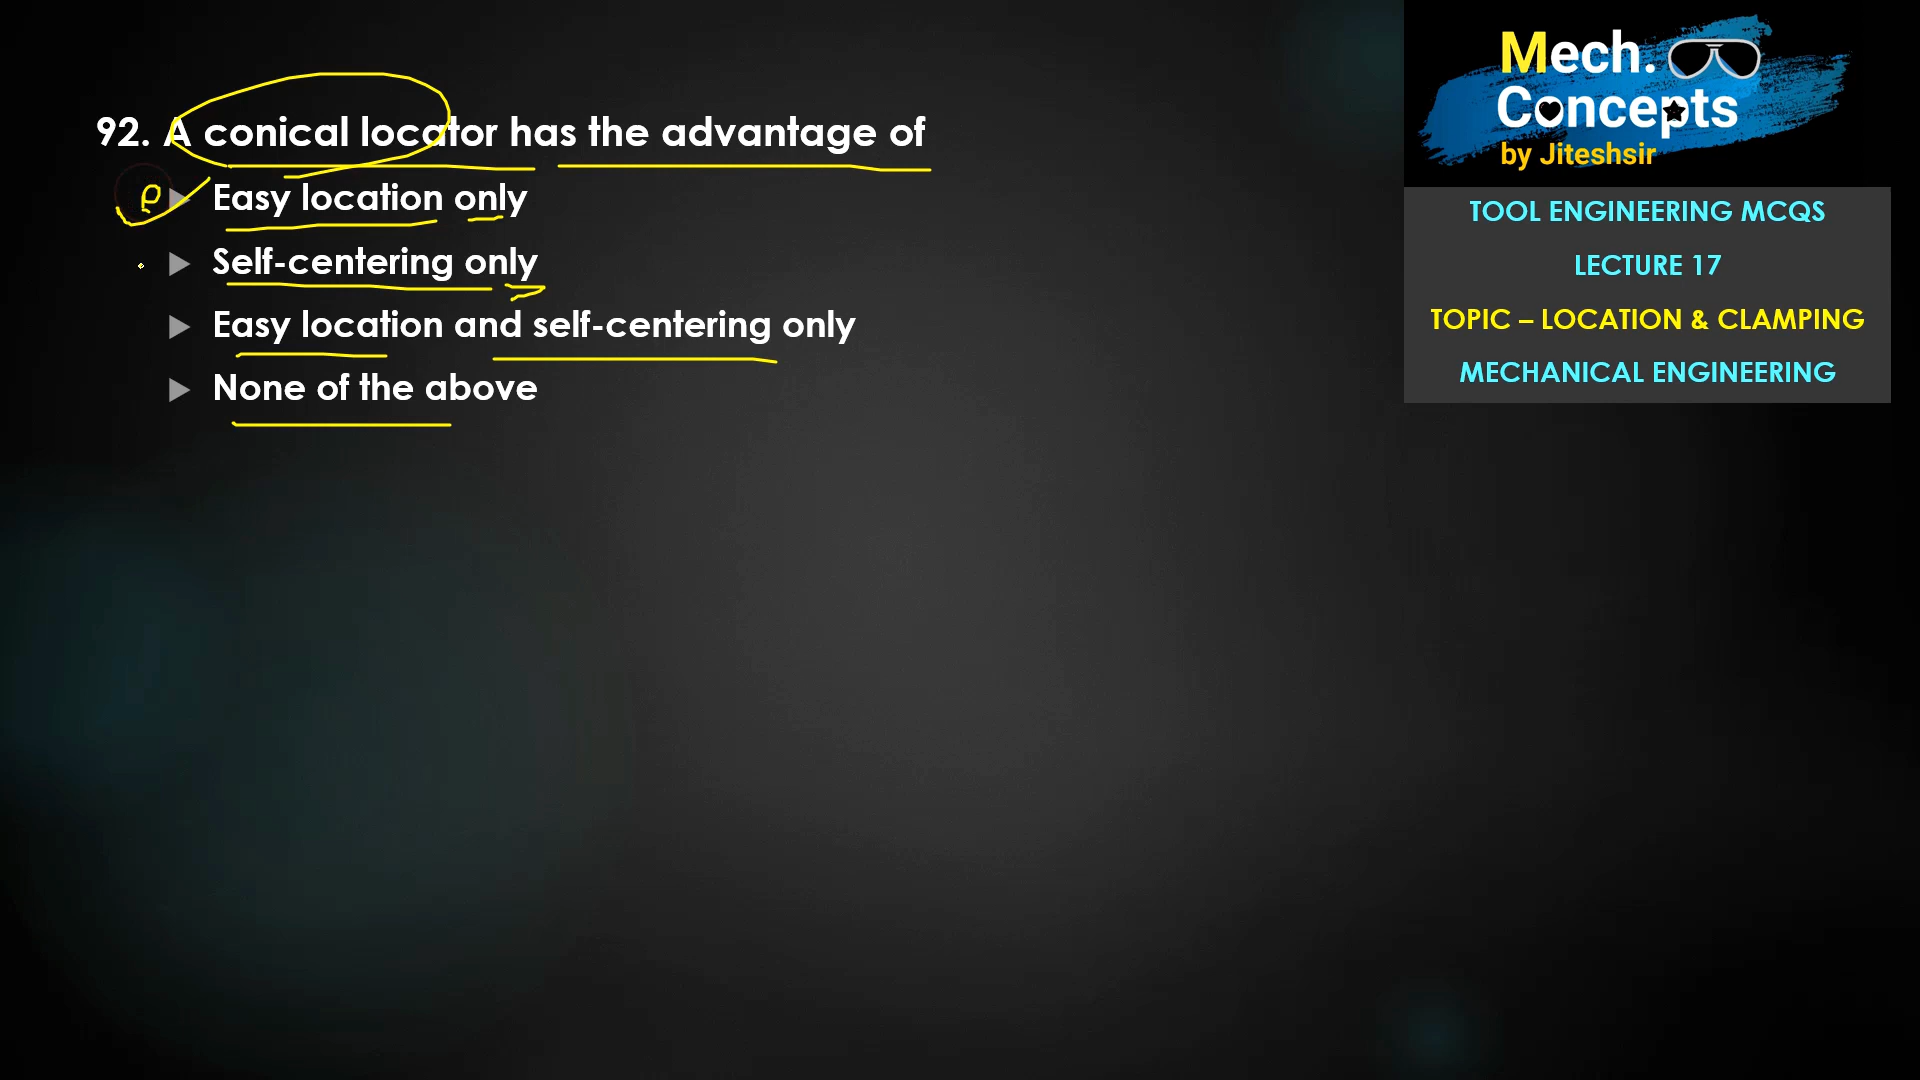 92. A conical locator has the advantage of
Easy location only
Self-centering only
Easy location and self-centering only
None of the above
Mech.
Concepts
by Jiteshsir
TOOL ENGINEERING MCQS
LECTURE 17
TOPIC – LOCATION & CLAMPING
MECHANICAL ENGINEERING